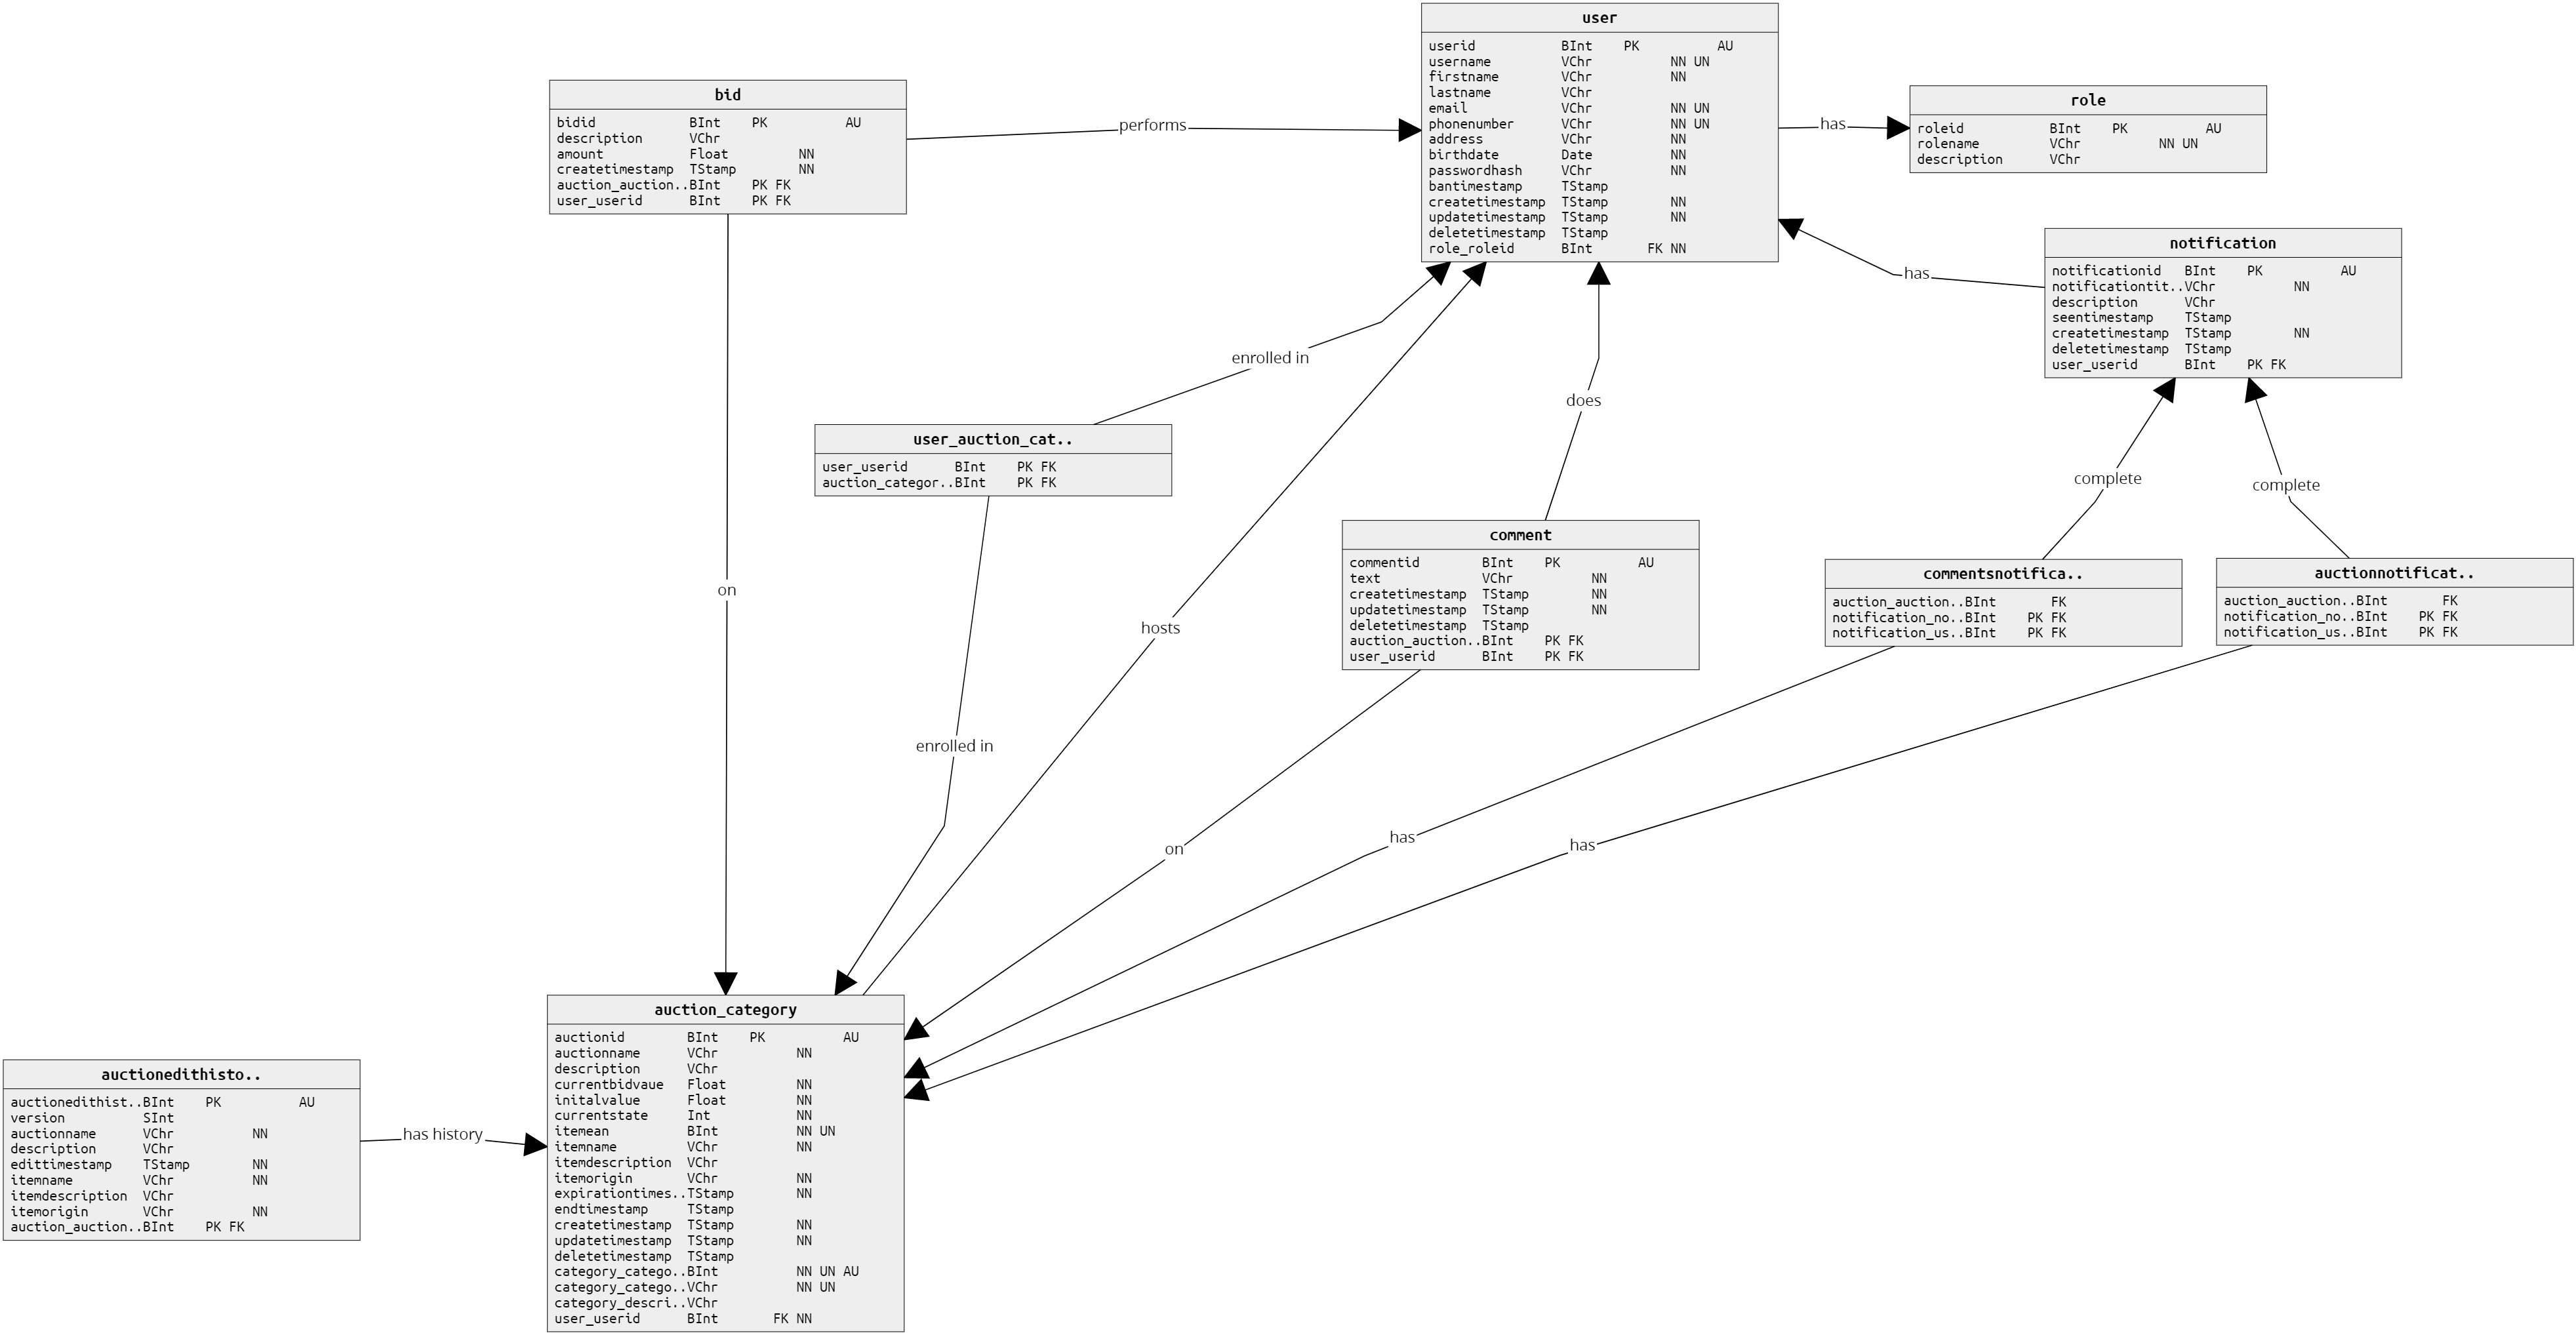 user
userid BInt PK AU
username VChr NN UN
firstname VChr NN
lastname VChr
email VChr NN UN
phonenumber VChr NN UN
address VChr NN
birthdate Date NN
passwordhash VChr NN
bantimestamp TStamp
createtimestamp TStamp NN
updatetimestamp TStamp NN
deletetimestamp TStamp
role_roleid BInt FK NN
bid
bidid BInt PK AU
description VChr
amount Float NN
createtimestamp TStamp NN
auction_auction..BInt PK FK
user_userid BInt PK FK
performs
has
role
roleid BInt PK AU
rolename VChr NN UN
description VChr
notification
notificationid BInt PK AU
notificationtit..VChr NN
description VChr
seentimestamp TStamp
createtimestamp TStamp NN
deletetimestamp TStamp
user_userid BInt PK FK
has
enrolled in
does
user_auction_cat..
user_userid BInt PK FK
auction_categor..BInt PK FK
complete
complete
comment
commentid BInt PK AU
text VChr NN
createtimestamp TStamp NN
updatetimestamp TStamp NN
deletetimestamp TStamp
auction_auction..BInt PK FK
user_userid BInt PK FK
commentsnotifica..
auction_auction..BInt FK
notification_no..BInt PK FK
notification_us..BInt PK FK
auctionnotificat..
auction_auction..BInt FK
notification_no..BInt PK FK
notification_us..BInt PK FK
on
hosts
enrolled in
on
has
has
auction_category
auctionid BInt PK AU
auctionname VChr NN
description VChr
currentbidvaue Float NN
initalvalue Float NN
currentstate Int NN
itemean BInt NN UN
itemname VChr NN
itemdescription VChr
itemorigin VChr NN
expirationtimes..TStamp NN
endtimestamp TStamp
createtimestamp TStamp NN
updatetimestamp TStamp NN
deletetimestamp TStamp
category_catego..BInt NN UN AU
category_catego..VChr NN UN
category_descri..VChr
user_userid BInt FK NN
auctionedithisto..
auctionedithist..BInt PK AU
version SInt
auctionname VChr NN
description VChr
edittimestamp TStamp NN
itemname VChr NN
itemdescription VChr
itemorigin VChr NN
auction_auction..BInt PK FK
has history